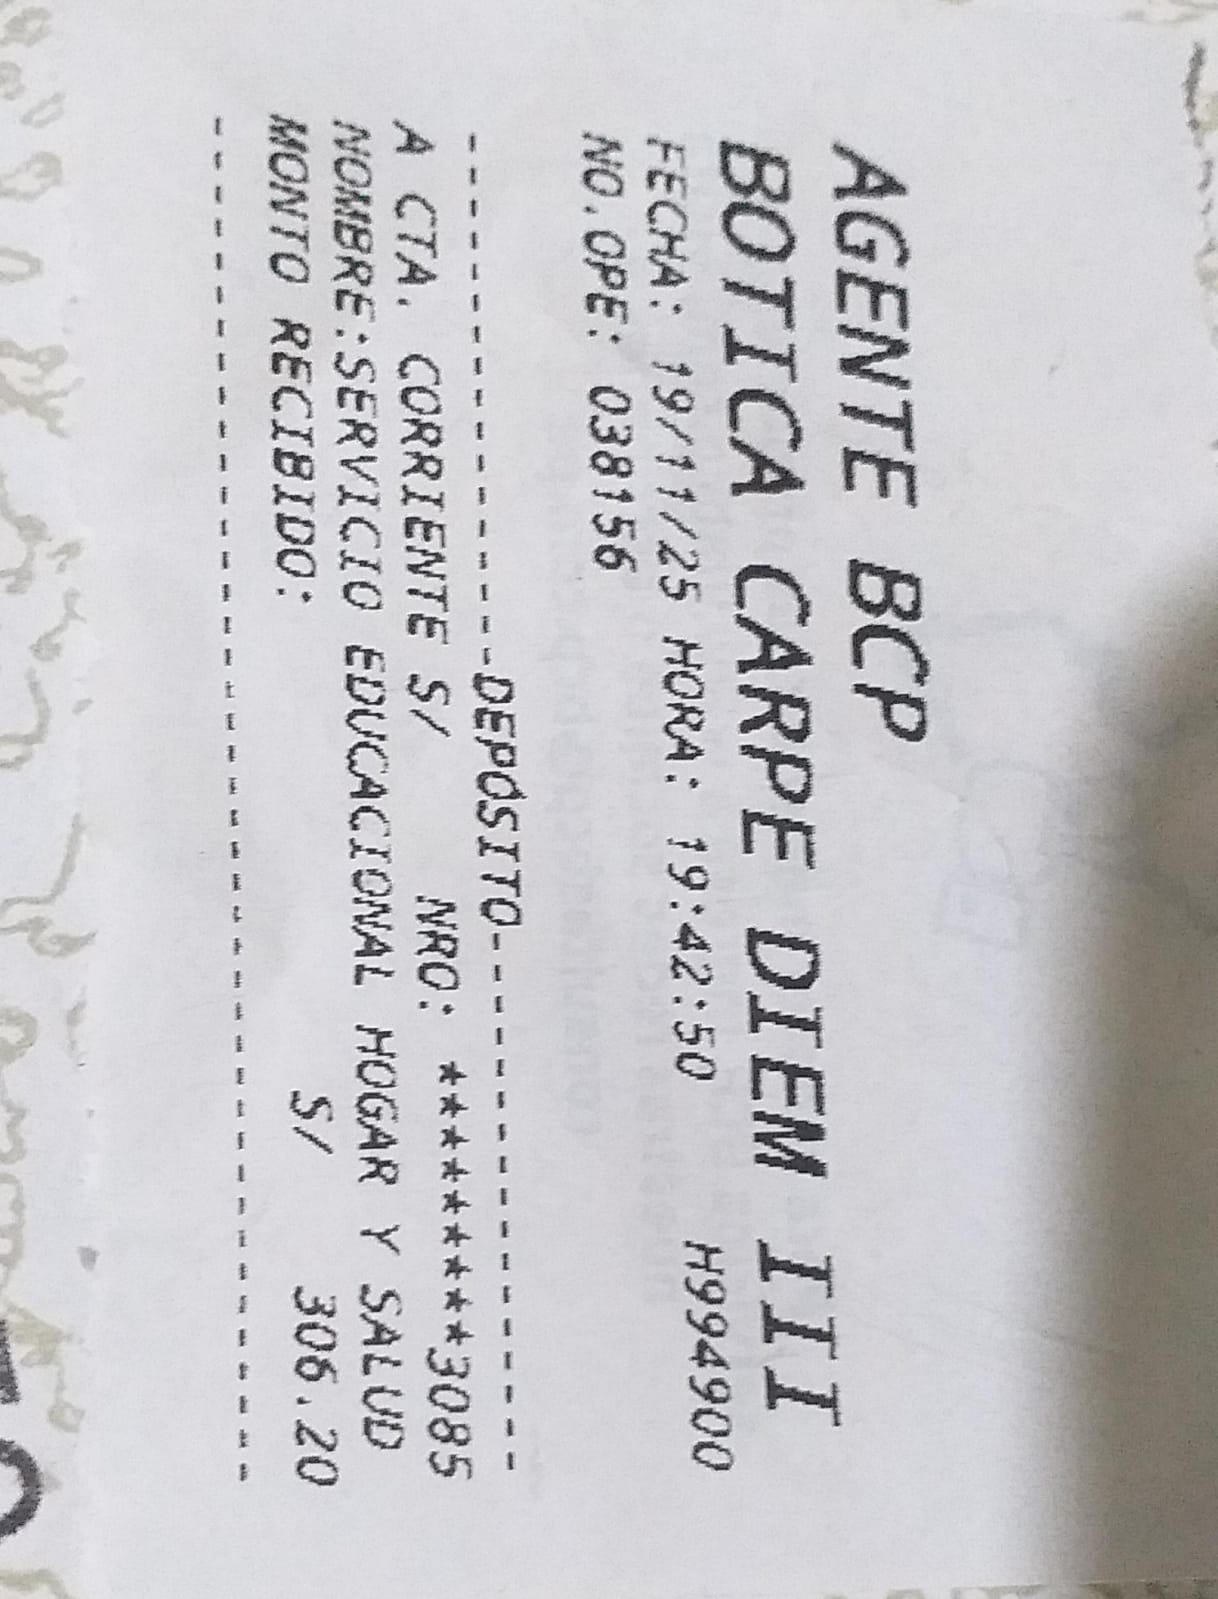 AGENTE BCP
BOTICA CARPE DIEM III
FECHA: 19/11/25 HORA: 19:42:50 H994900
NO.OPE: 038156
--------------------DEPOSITO--------------------
A CTA. CORRIENTE S/ NRO: *********3085
NOMBRE:SERVICIO EDUCACIONAL HOGAR Y SALUD
MONTO RECIBIDO: S/ 306.20